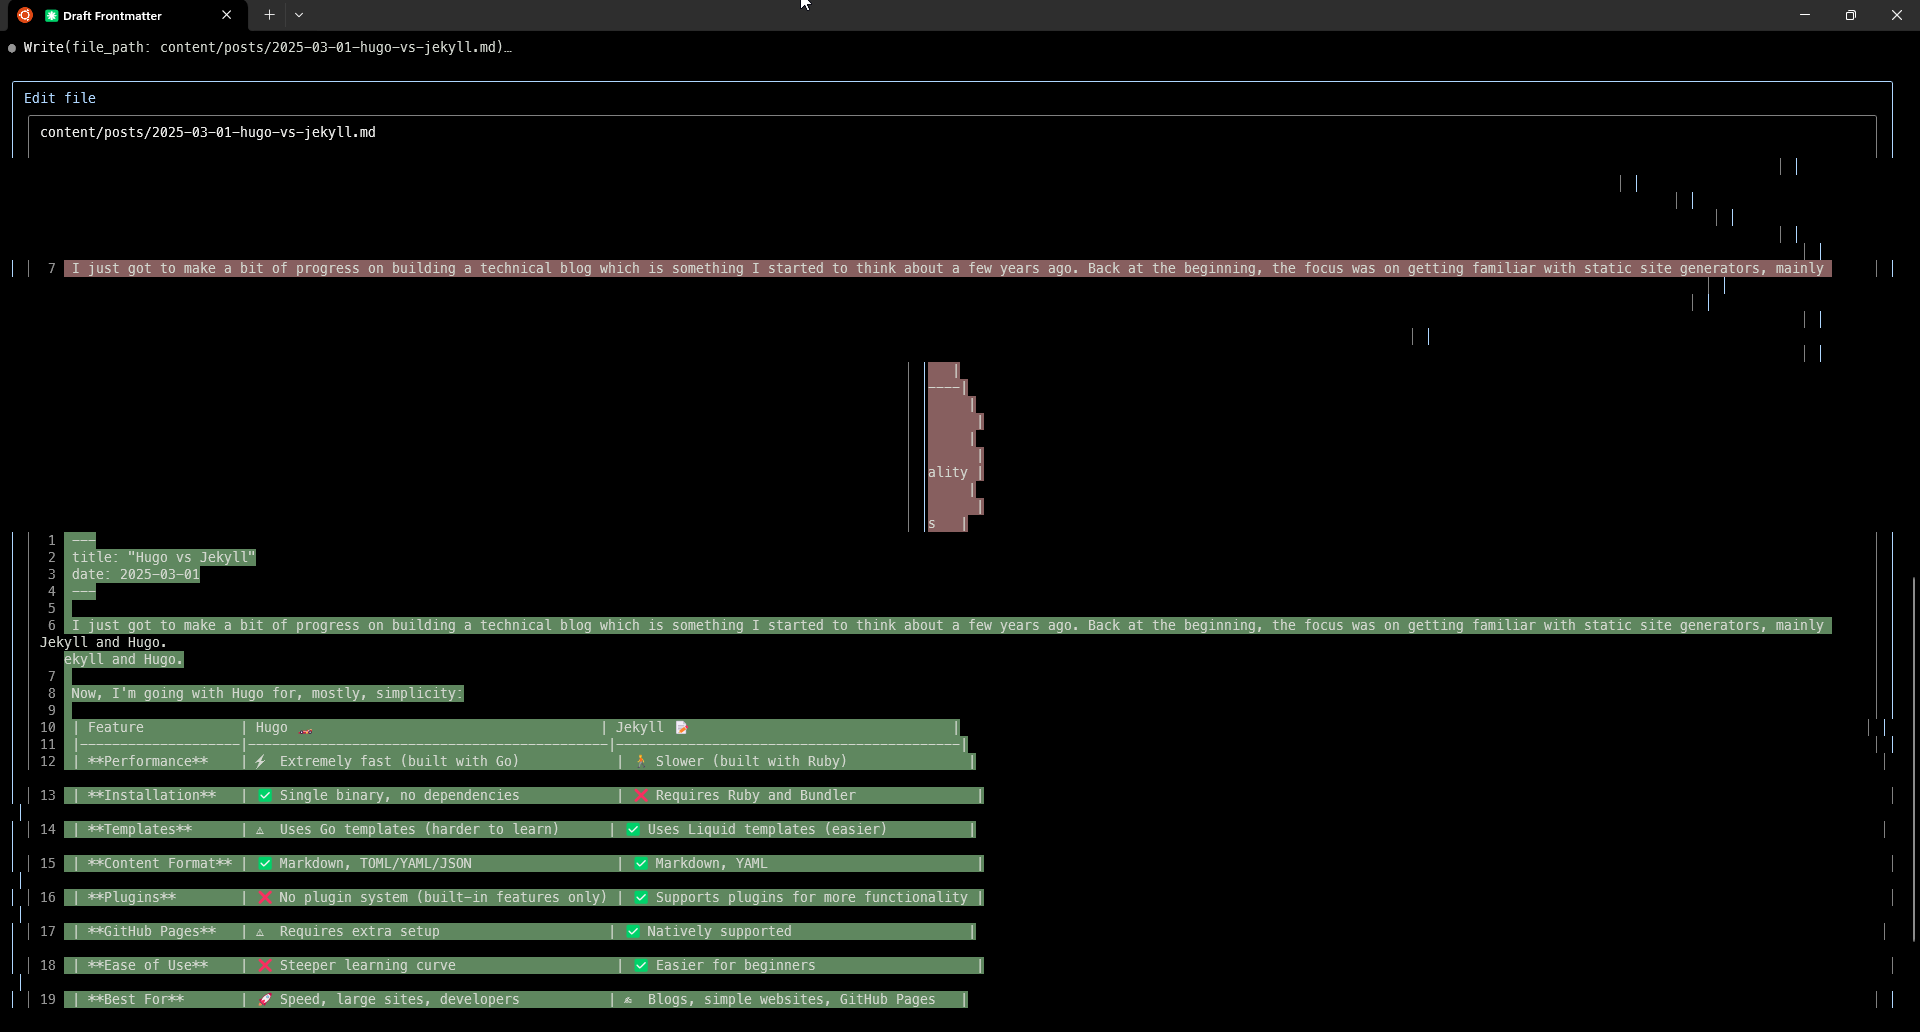 Draft Frontmatter
Write(file_path: content/posts/2025-03-01-hugo-vs-jekyll.md)…
Edit file
content/posts/2025-03-01-hugo-vs-jekyll.md
7 I just got to make a bit of progress on building a technical blog which is something I started to think about a few years ago. Back at the beginning, the focus was on getting familiar with static site generators, mainly
|
----|
|
|
|
|
ality |
|
|
s |
1 ---
2 title: "Hugo vs Jekyll"
3 date: 2025-03-01
4 ---
5
6 I just got to make a bit of progress on building a technical blog which is something I started to think about a few years ago. Back at the beginning, the focus was on getting familiar with static site generators, mainly
Jekyll and Hugo.
ekyll and Hugo.
7
8 Now, I'm going with Hugo for, mostly, simplicity:
9
10 | Feature | Hugo 🏎️ | Jekyll 📝 |
11 |--------------------|---------------------------------------------|-------------------------------------------|
12 | **Performance** | ⚡ Extremely fast (built with Go) | 🚶 Slower (built with Ruby) |
13 | **Installation** | ✅ Single binary, no dependencies | ❌ Requires Ruby and Bundler |
14 | **Templates** | ⚠ Uses Go templates (harder to learn) | ✅ Uses Liquid templates (easier) |
15 | **Content Format** | ✅ Markdown, TOML/YAML/JSON | ✅ Markdown, YAML |
16 | **Plugins** | ❌ No plugin system (built-in features only) | ✅ Supports plugins for more functionality |
17 | **GitHub Pages** | ⚠ Requires extra setup | ✅ Natively supported |
18 | **Ease of Use** | ❌ Steeper learning curve | ✅ Easier for beginners |
19 | **Best For** | 🚀 Speed, large sites, developers | ✍ Blogs, simple websites, GitHub Pages |